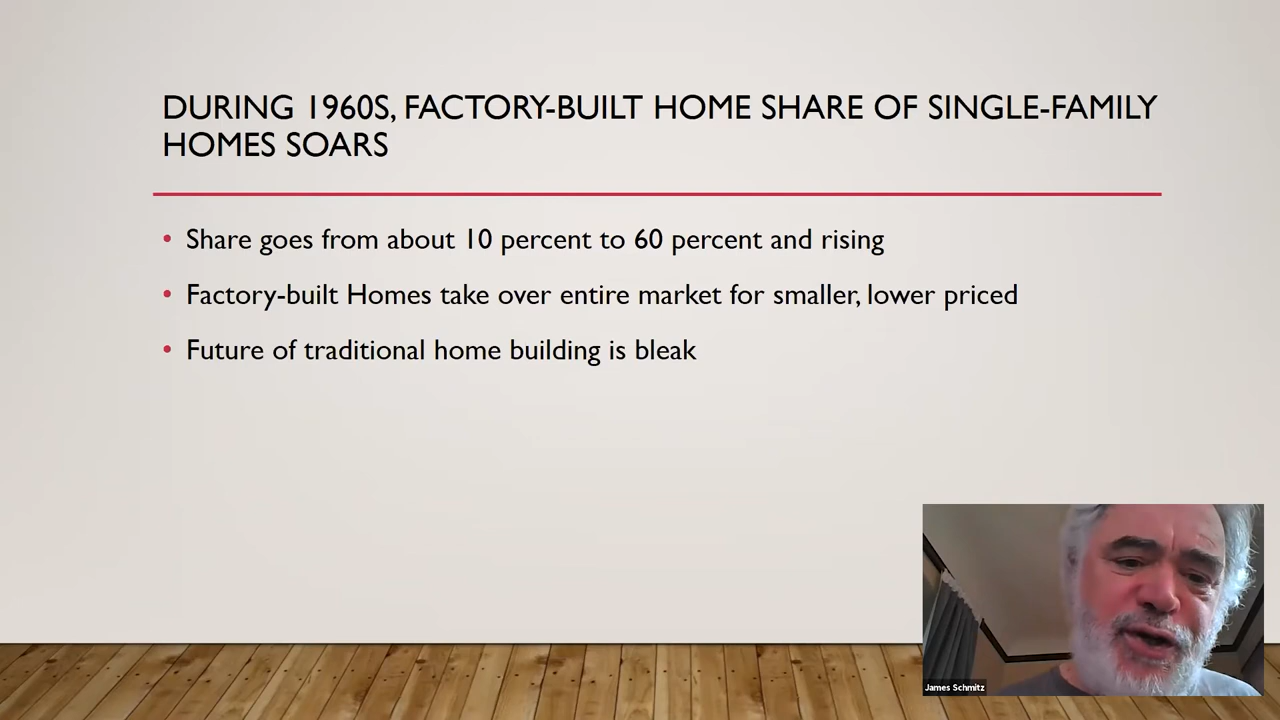 DURING 1960S, FACTORY-BUILT HOME SHARE OF SINGLE-FAMILY
HOMES SOARS
• Share goes from about 10 percent to 60 percent and rising
• Factory-built Homes take over entire market for smaller, lower priced
• Future of traditional home building is bleak
James Schmitz